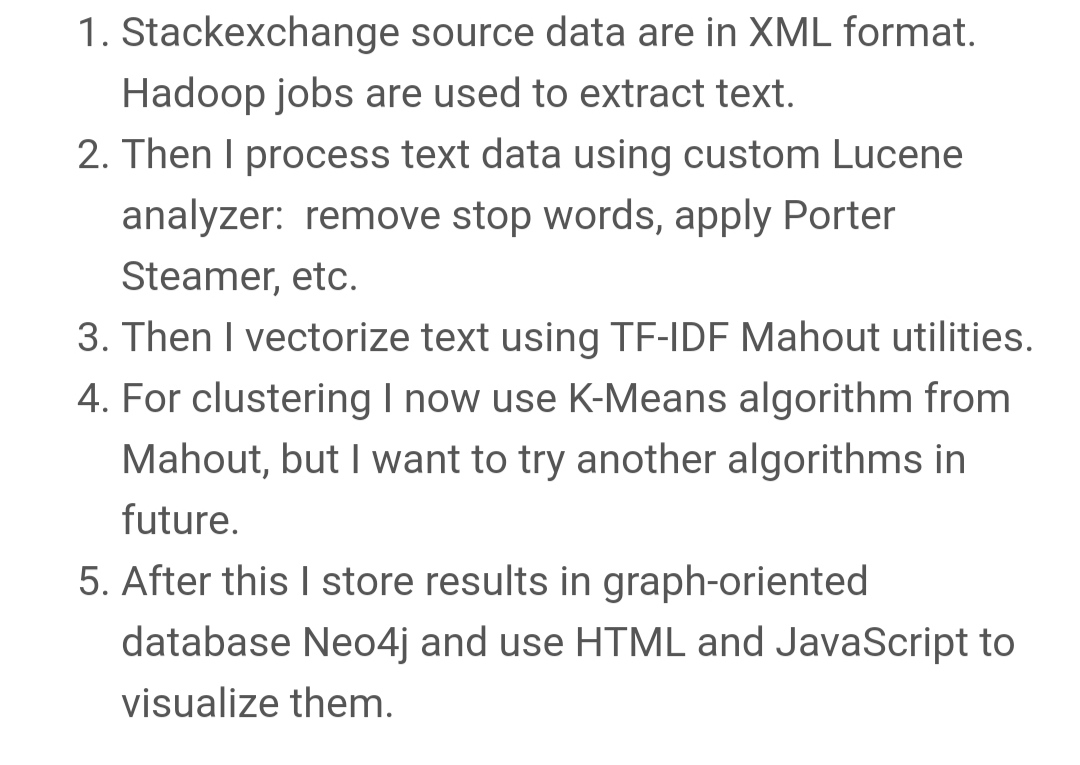 1. Stackexchange source data are in XML format.
Hadoop jobs are used to extract text.
2. Then I process text data using custom Lucene
analyzer:  remove stop words, apply Porter
Steamer, etc.
3. Then I vectorize text using TF-IDF Mahout utilities.
4. For clustering I now use K-Means algorithm from
Mahout, but I want to try another algorithms in
future.
5. After this I store results in graph-oriented
database Neo4j and use HTML and JavaScript to
visualize them.